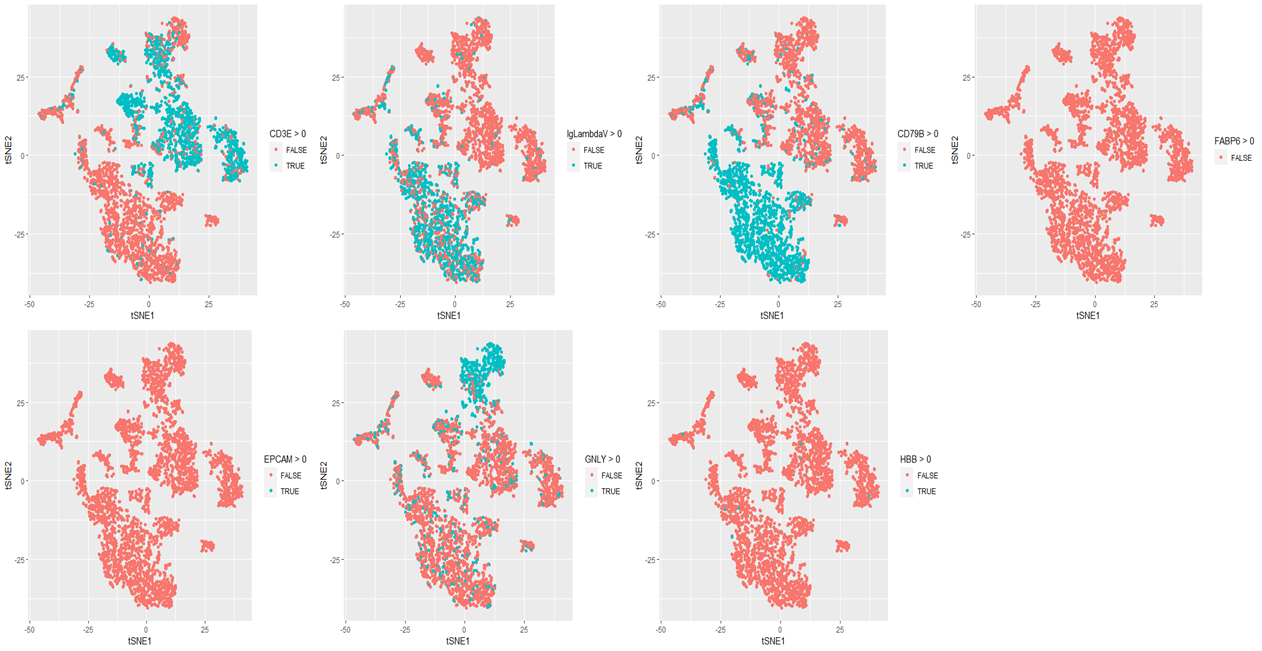 25
0
-25
-50
-25
0
25
tSNE1
tSNE2
CD3E > 0
FALSE
TRUE
25
0
-25
-50
-25
0
25
tSNE1
tSNE2
IgLambdaV > 0
FALSE
TRUE
25
0
-25
-50
-25
0
25
tSNE1
tSNE2
CD79B > 0
FALSE
TRUE
25
0
-25
-50
-25
0
25
tSNE1
tSNE2
FABP6 > 0
FALSE
25
0
-25
-50
-25
0
25
tSNE1
tSNE2
EPCAM > 0
FALSE
TRUE
25
0
-25
-50
-25
0
25
tSNE1
tSNE2
GNLY > 0
FALSE
TRUE
25
0
-25
-50
-25
0
25
tSNE1
tSNE2
HBB > 0
FALSE
TRUE